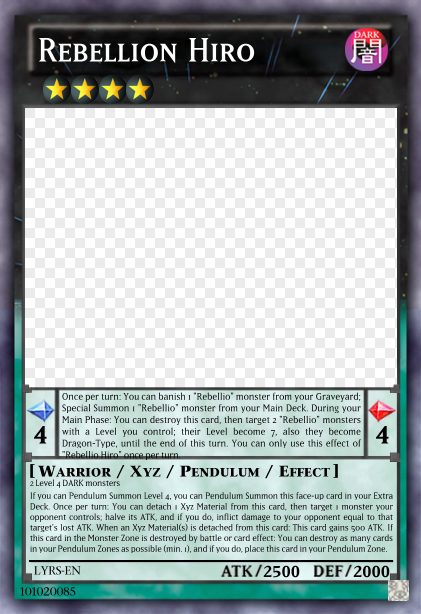 Rebellion Hiro
DARK
闇
Once per turn: You can banish 1 "Rebellio" monster from your Graveyard;
Special Summon 1 "Rebellio" monster from your Main Deck. During your
Main Phase: You can destroy this card, then target 2 "Rebellio" monsters
with a Level you control; their Level become 7, also they become
Dragon-Type, until the end of this turn. You can only use this effect of
"Rebellio Hiro" once per turn.
4
4
[ Warrior / Xyz / Pendulum / Effect ]
2 Level 4 DARK monsters
If you can Pendulum Summon Level 4, you can Pendulum Summon this face-up card in your Extra
Deck. Once per turn: You can detach 1 Xyz Material from this card, then target 1 monster your
opponent controls; halve its ATK, and if you do, inflict damage to your opponent equal to that
target's lost ATK. When an Xyz Material(s) is detached from this card: This card gains 500 ATK. If
this card in the Monster Zone is destroyed by battle or card effect: You can destroy as many cards
in your Pendulum Zones as possible (min. 1), and if you do, place this card in your Pendulum Zone.
LYRS-EN
ATK/2500 DEF/2000
101020085